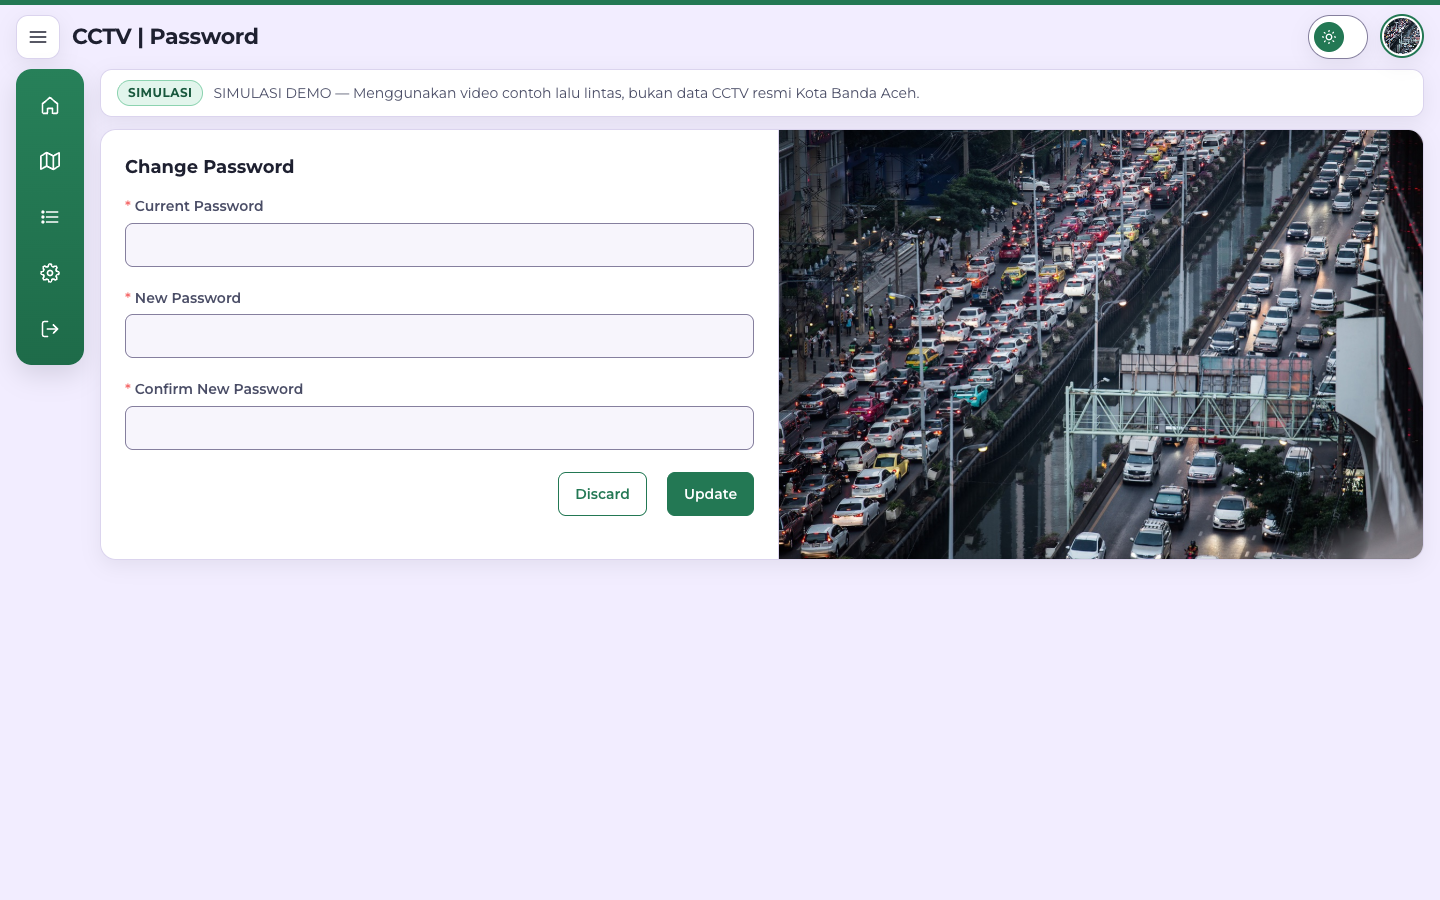 CCTV | Password
SIMULASI
SIMULASI DEMO — Menggunakan video contoh lalu lintas, bukan data CCTV resmi Kota Banda Aceh.
Change Password
* Current Password
* New Password
* Confirm New Password
Discard
Update